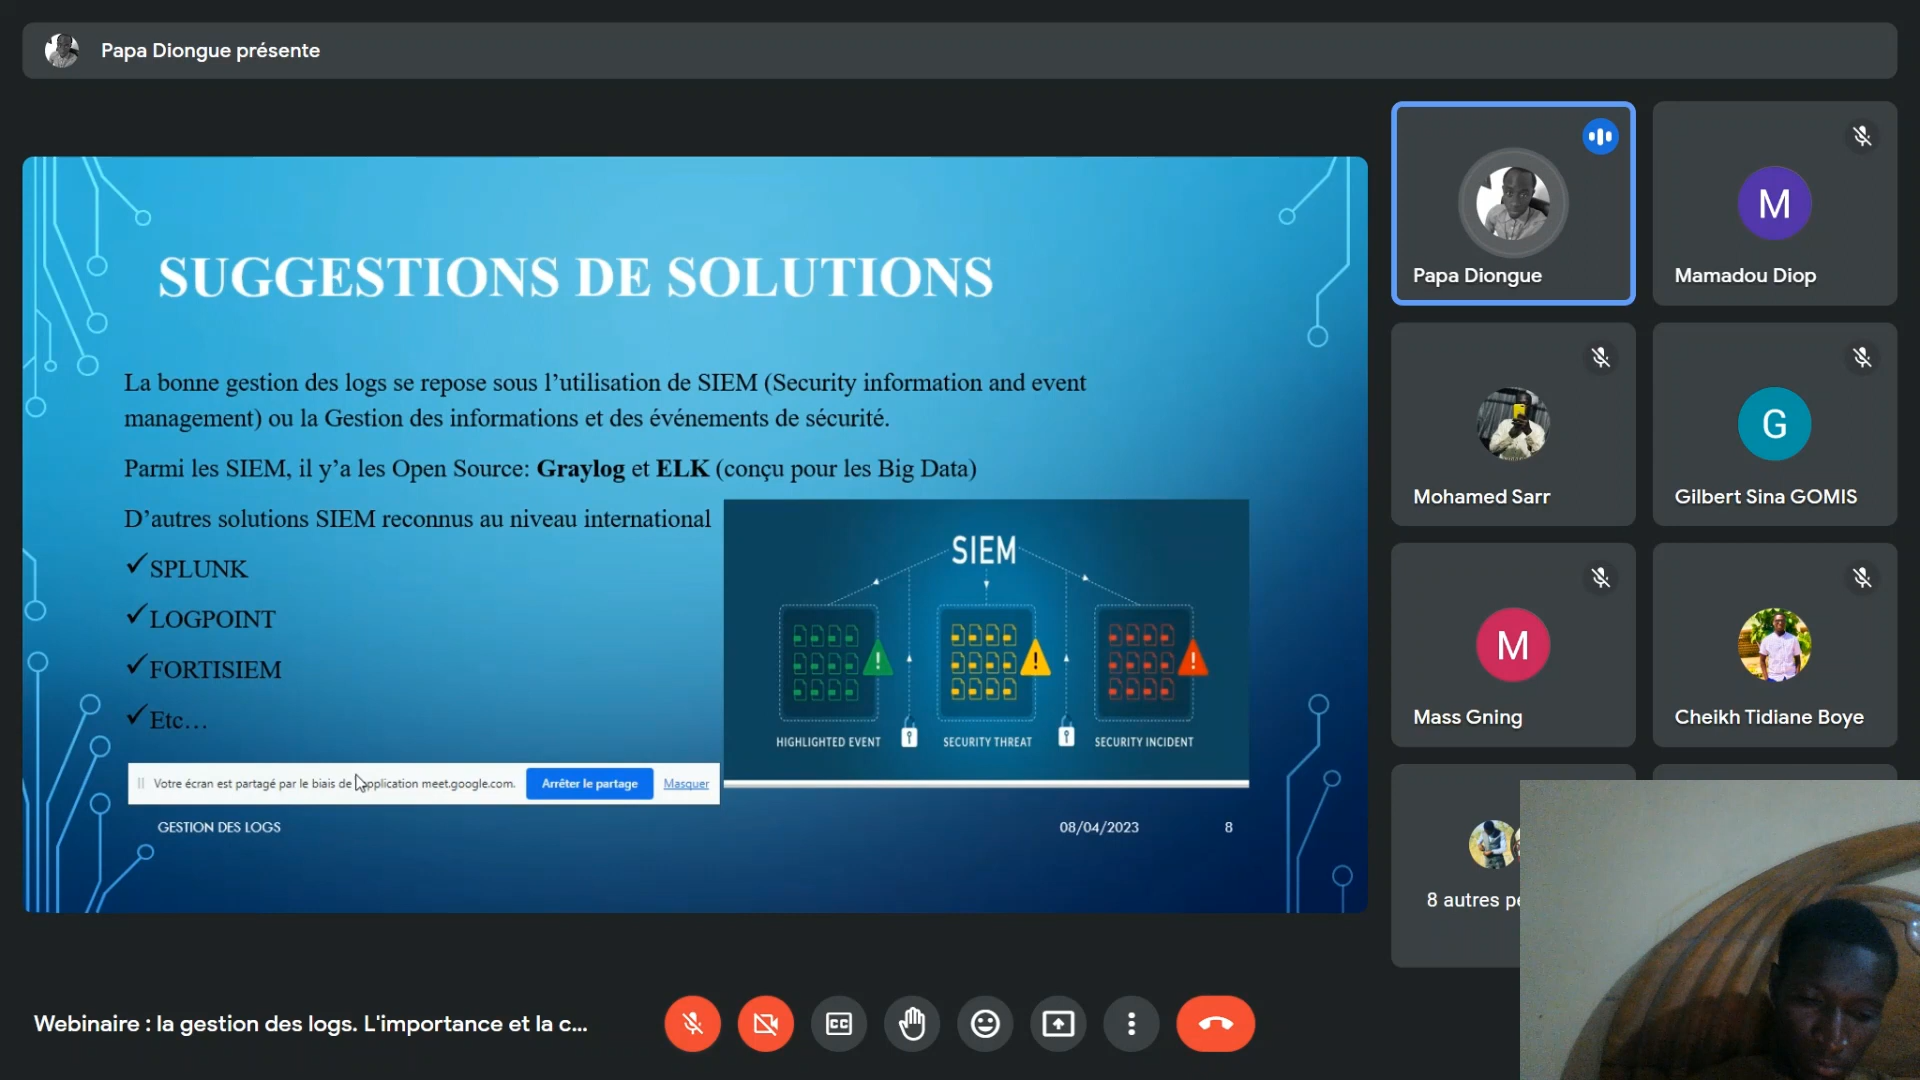 Papa Diongue présente
SUGGESTIONS DE SOLUTIONS
La bonne gestion des logs se repose sous l’utilisation de SIEM (Security information and event
management) ou la Gestion des informations et des événements de sécurité.
Parmi les SIEM, il y’a les Open Source: Graylog et ELK (conçu pour les Big Data)
D’autres solutions SIEM reconnus au niveau international
✓SPLUNK
✓LOGPOINT
✓FORTISIEM
✓Etc…
SIEM
HIGHLIGHTED EVENT
SECURITY THREAT
SECURITY INCIDENT
Votre écran est partagé par le biais de l'application meet.google.com.
Arrêter le partage
Masquer
GESTION DES LOGS
08/04/2023
8
Papa Diongue
M
Mamadou Diop
Mohamed Sarr
G
Gilbert Sina GOMIS
M
Mass Gning
Cheikh Tidiane Boye
8 autres
Webinaire : la gestion des logs. L'importance et la c...
CC